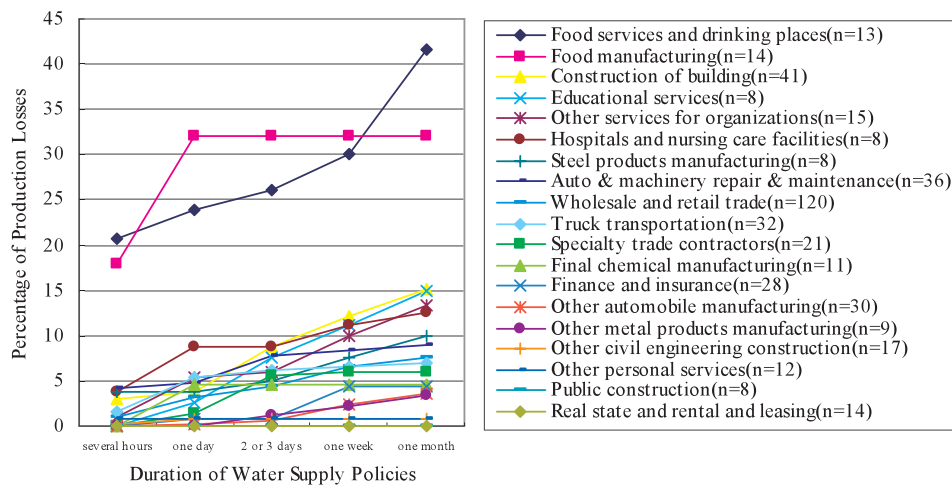 45
40
35
30
25
20
15
10
5
0
Percentage of Production Losses
several hours
one day
2 or 3 days
one week
one month
Duration of Water Supply Policies
Food services and drinking places(n=13)
Food manufacturing(n=14)
Construction of building(n=41)
Educational services(n=8)
Other services for organizations(n=15)
Hospitals and nursing care facilities(n=8)
Steel products manufacturing(n=8)
Auto & machinery repair & maintenance(n=36)
Wholesale and retail trade(n=120)
Truck transportation(n=32)
Specialty trade contractors(n=21)
Final chemical manufacturing(n=11)
Finance and insurance(n=28)
Other automobile manufacturing(n=30)
Other metal products manufacturing(n=9)
Other civil engineering construction(n=17)
Other personal services(n=12)
Public construction(n=8)
Real state and rental and leasing(n=14)